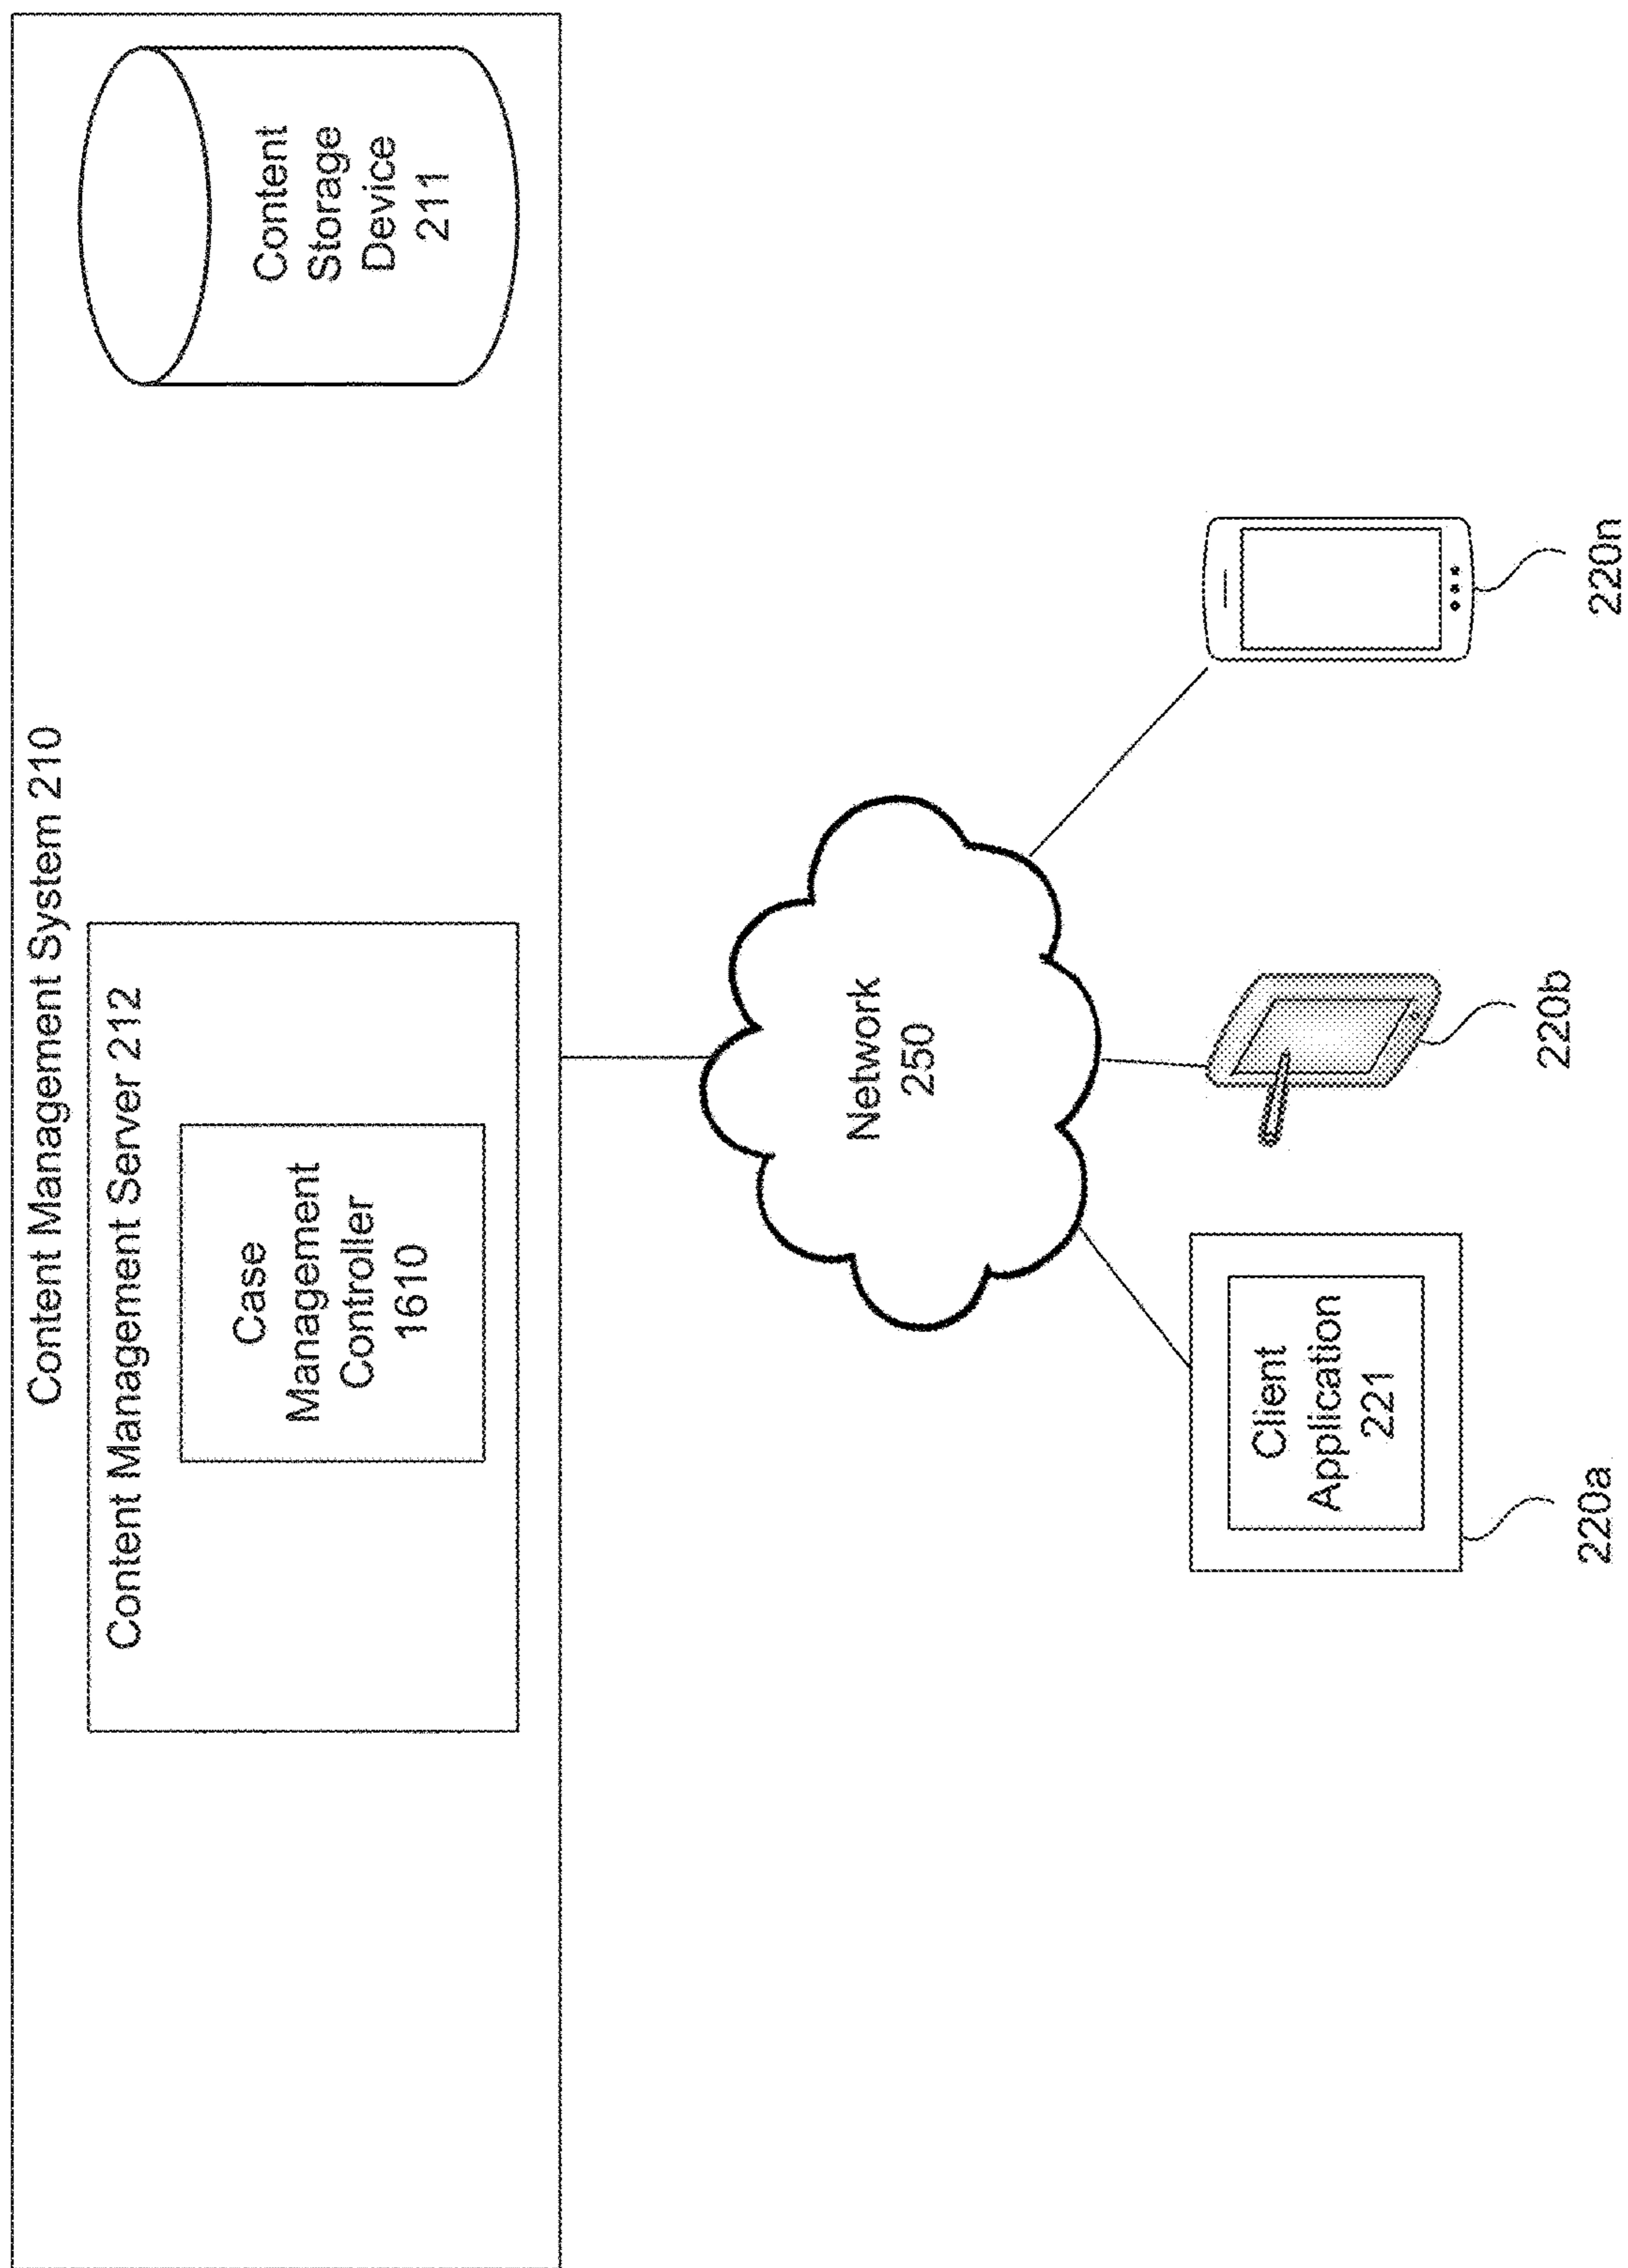 Content Management System 210
Content Management Server 212
Case
Management
Controller
1610
Content
Storage
Device
211
Network
250
Client
Application
221
220a
220b
220n